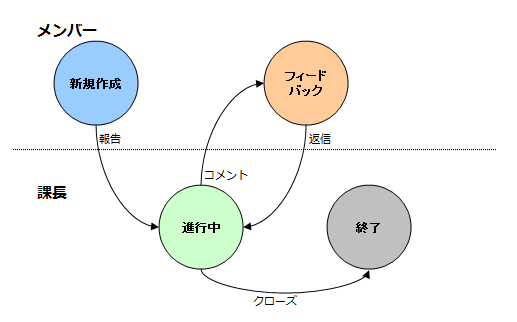 メンバー
新規作成
フィード
バック
報告
返信
コメント
課長
進行中
終了
クローズ